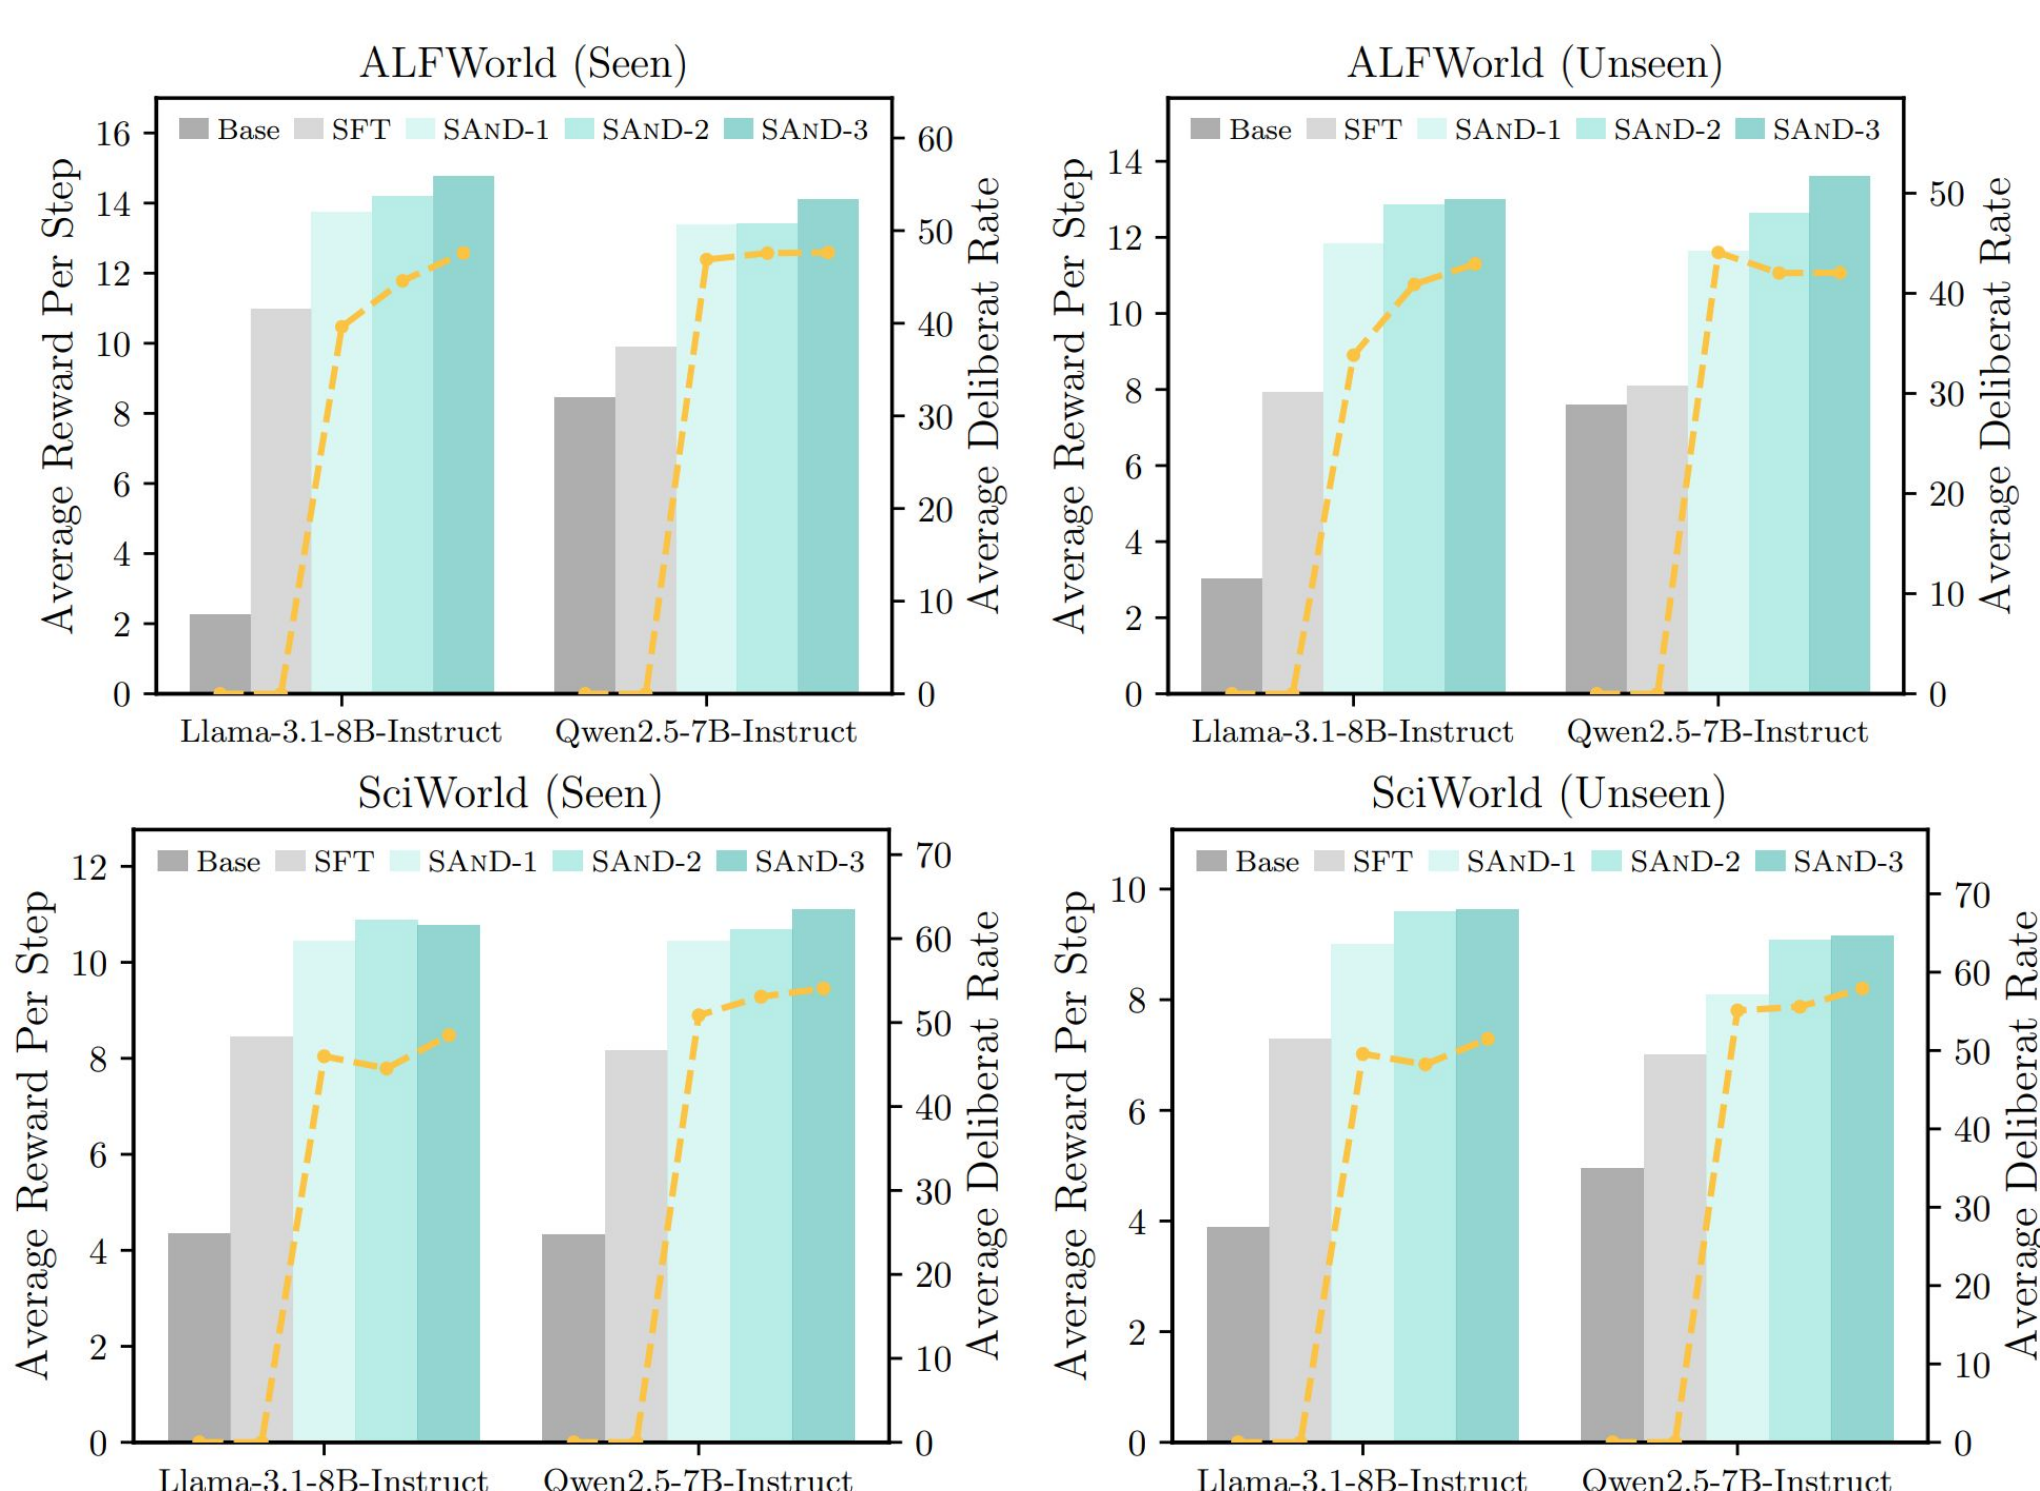 ALFWorld (Seen)
Average Reward Per Step
16
14
12
10
8
6
4
2
0
Base SFT SAND-1 SAND-2 SAND-3
60
50
40
30
20
10
0
Average Deliberat Rate
Llama-3.1-8B-Instruct Qwen2.5-7B-Instruct
ALFWorld (Unseen)
Average Reward Per Step
14
12
10
8
6
4
2
0
Base SFT SAND-1 SAND-2 SAND-3
50
40
30
20
10
0
Average Deliberat Rate
Llama-3.1-8B-Instruct Qwen2.5-7B-Instruct
SciWorld (Seen)
Average Reward Per Step
12
10
8
6
4
2
0
Base SFT SAND-1 SAND-2 SAND-3
70
60
50
40
30
20
10
0
Average Deliberat Rate
Llama-3.1-8B-Instruct Qwen2.5-7B-Instruct
SciWorld (Unseen)
Average Reward Per Step
10
8
6
4
2
0
Base SFT SAND-1 SAND-2 SAND-3
70
60
50
40
30
20
10
0
Average Deliberat Rate
Llama-3.1-8B-Instruct Qwen2.5-7B-Instruct